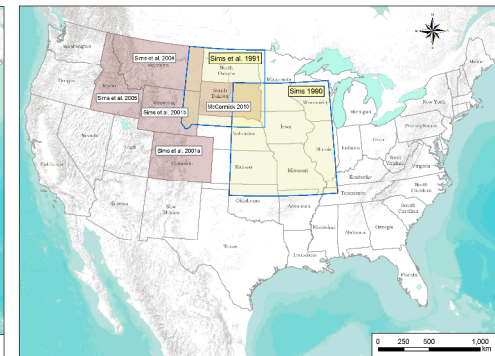 Washington
Sims et al. 2004
Montana
Sims et al. 1991
North
Dakota
Minnesota
Maine
Oregon
Idaho
Sims et al. 2005
Wyoming
Sims et al. 2001b
South
Dakota
McCormick 2010
Sims 1990
Wisconsin
Michigan
New York
Nevada
Utah
Sims et al. 2001a
Colorado
Nebraska
Iowa
Illinois
Indiana
Ohio
Pennsylvania
California
Kansas
Missouri
West
Virginia
Virginia
Kentucky
Arizona
New
Mexico
Oklahoma
Arkansas
Tennessee
North
Carolina
South
Carolina
Texas
Louisiana
Mississippi
Alabama
Georgia
Florida
0 250 500 1,000
km